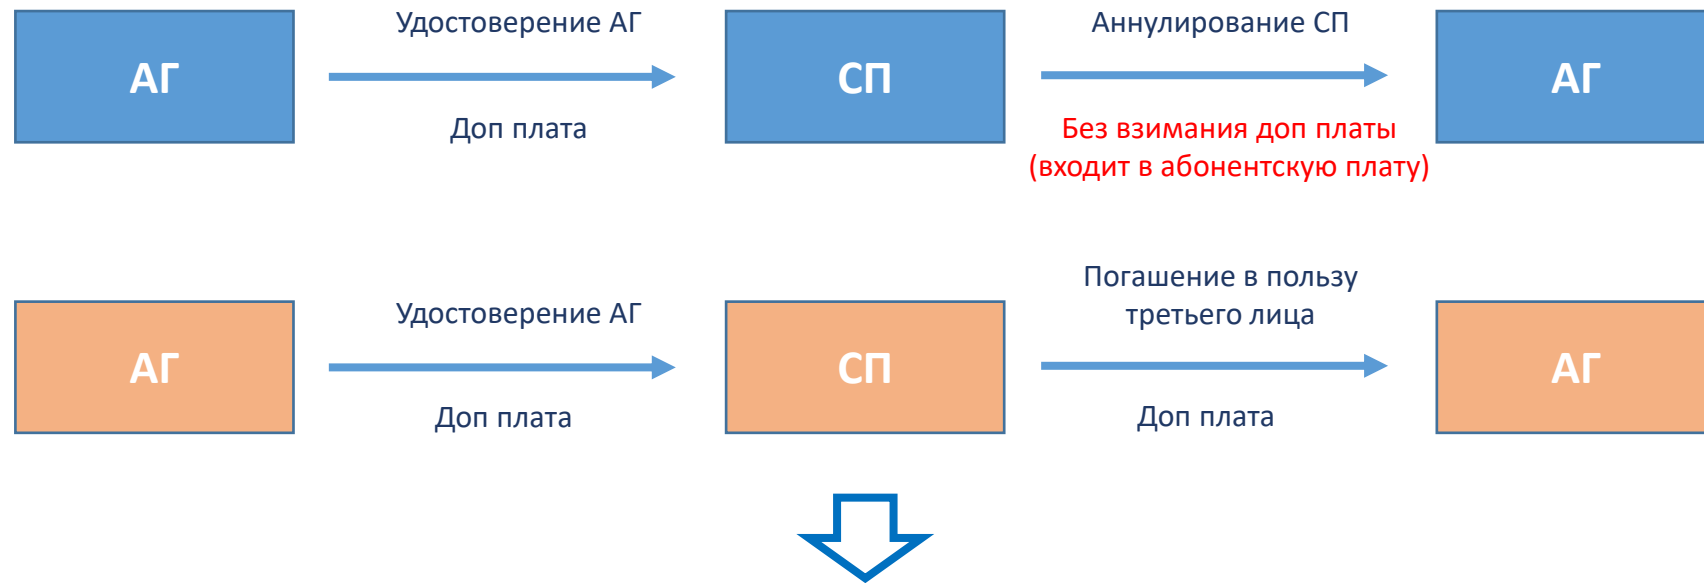 Удостоверение АГ
Аннулирование СП
АГ
СП
АГ
Доп плата
Без взимания доп платы
(входит в абонентскую плату)
Погашение в пользу
третьего лица
Удостоверение АГ
АГ
СП
АГ
Доп плата
Доп плата